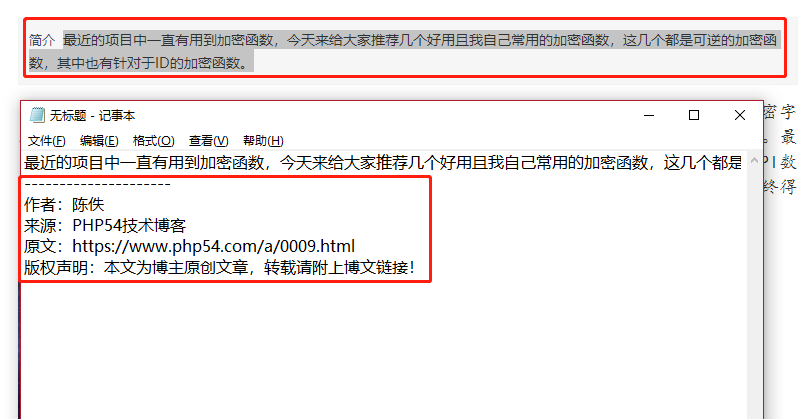 简介 最近的项目中一直有用到加密函数，今天来给大家推荐几个好用且我自己常用的加密函数，这几个都是可逆的加密函
数，其中也有针对于ID的加密函数。
无标题 - 记事本
文件(F) 编辑(E) 格式(O) 查看(V) 帮助(H)
最近的项目中一直有用到加密函数，今天来给大家推荐几个好用且我自己常用的加密函数，这几个都是
---------------------
作者：陈佚
来源：PHP54技术博客
原文：https://www.php54.com/a/0009.html
版权声明：本文为博主原创文章，转载请附上博文链接！
密字
。最
PI数
终得